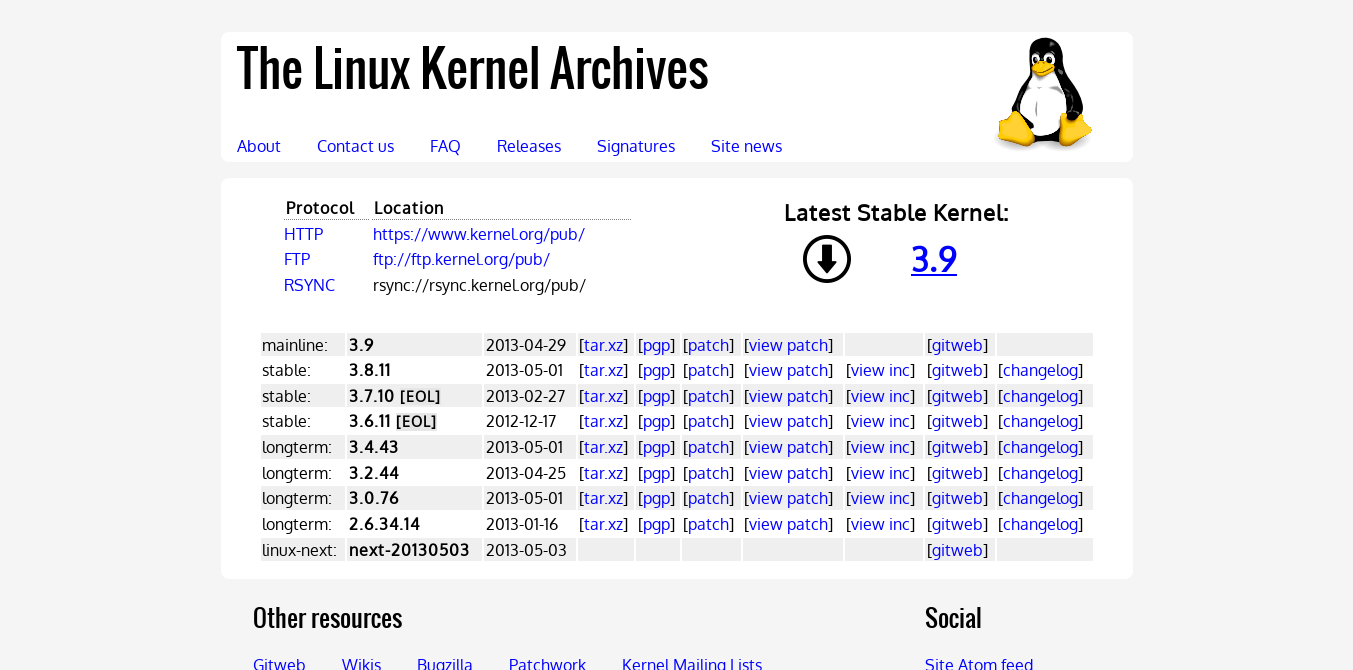 The Linux Kernel Archives
About Contact us FAQ Releases Signatures Site news
Protocol Location
HTTP https://www.kernel.org/pub/
FTP ftp://ftp.kernel.org/pub/
RSYNC rsync://rsync.kernel.org/pub/
Latest Stable Kernel:
3.9
mainline: 3.9 2013-04-29 [tar.xz] [pgp] [patch] [view patch] [gitweb]
stable: 3.8.11 2013-05-01 [tar.xz] [pgp] [patch] [view patch] [view inc] [gitweb] [changelog]
stable: 3.7.10 [EOL] 2013-02-27 [tar.xz] [pgp] [patch] [view patch] [view inc] [gitweb] [changelog]
stable: 3.6.11 [EOL] 2012-12-17 [tar.xz] [pgp] [patch] [view patch] [view inc] [gitweb] [changelog]
longterm: 3.4.43 2013-05-01 [tar.xz] [pgp] [patch] [view patch] [view inc] [gitweb] [changelog]
longterm: 3.2.44 2013-04-25 [tar.xz] [pgp] [patch] [view patch] [view inc] [gitweb] [changelog]
longterm: 3.0.76 2013-05-01 [tar.xz] [pgp] [patch] [view patch] [view inc] [gitweb] [changelog]
longterm: 2.6.34.14 2013-01-16 [tar.xz] [pgp] [patch] [view patch] [view inc] [gitweb] [changelog]
linux-next: next-20130503 2013-05-03 [gitweb]
Other resources
Gitweb Wikis Bugzilla Patchwork Kernel Mailing Lists
Social
Site Atom feed